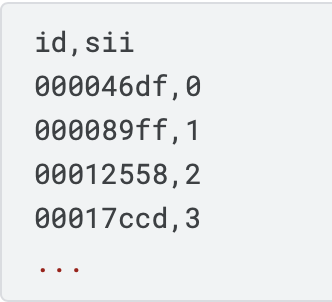 id,sii
000046df,0
000089ff,1
00012558,2
00017ccd,3
...